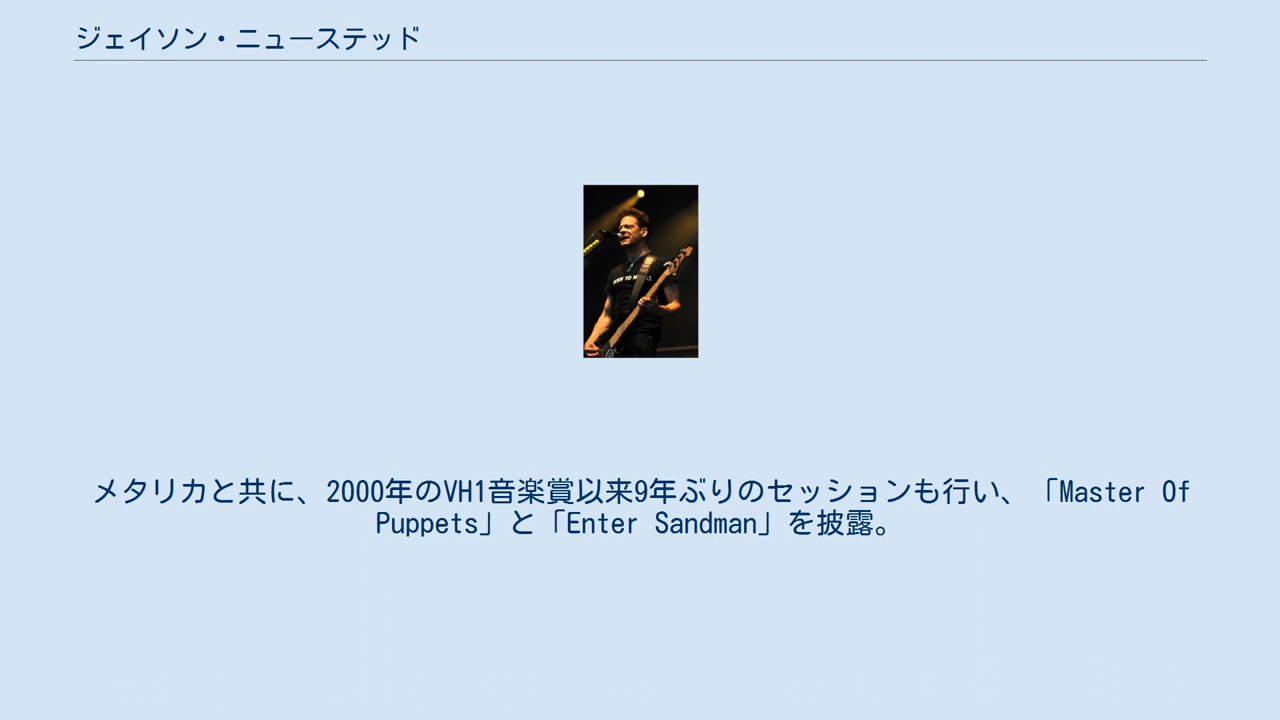 ジェイソン・ニューステッド
メタリカと共に、2000年のVH1音楽賞以来9年ぶりのセッションも行い、「Master Of
Puppets」と「Enter Sandman」を披露。